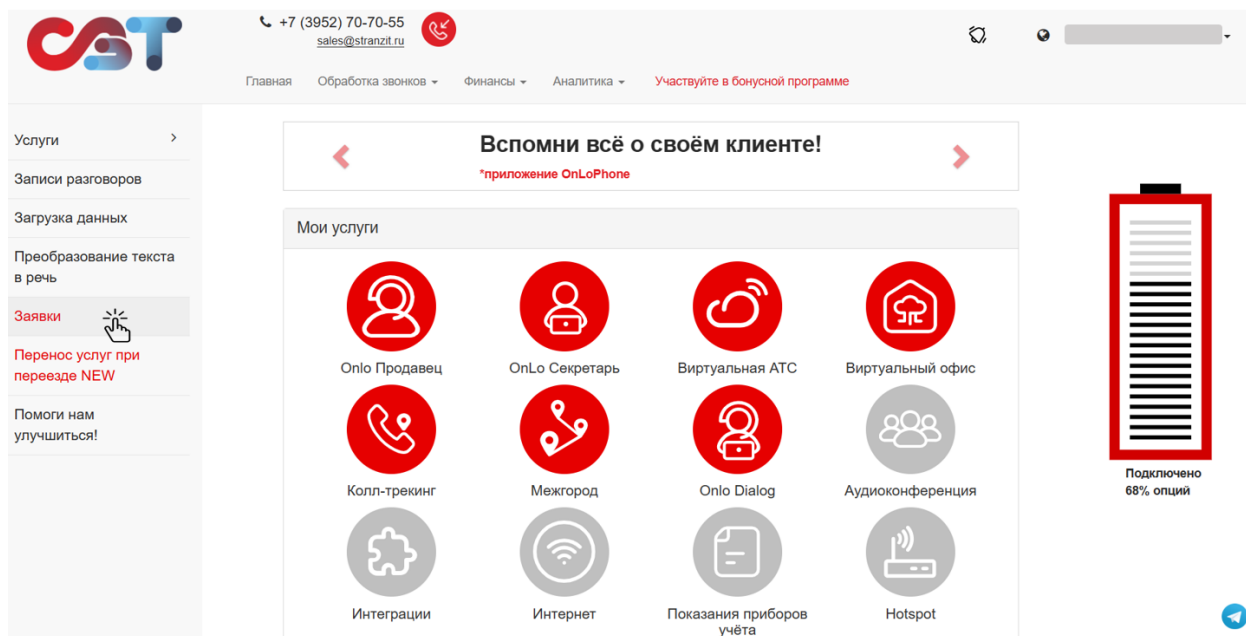 CST
+7 (3952) 70-70-55
sales@stranzit.ru
Главная
Обработка звонков
Финансы
Аналитика
Участвуйте в бонусной программе
Услуги
Записи разговоров
Загрузка данных
Преобразование текста
в речь
Заявки
Перенос услуг при
переезде NEW
Помоги нам
улучшиться!
Вспомни всё о своём клиенте!
*приложение OnLoPhone
Мои услуги
Onlo Продавец
OnLo Секретарь
Виртуальная АТС
Виртуальный офис
Колл-трекинг
Межгород
Onlo Dialog
Аудиоконференция
Интеграции
Интернет
Показания приборов
учёта
Hotspot
Подключено
68% опций